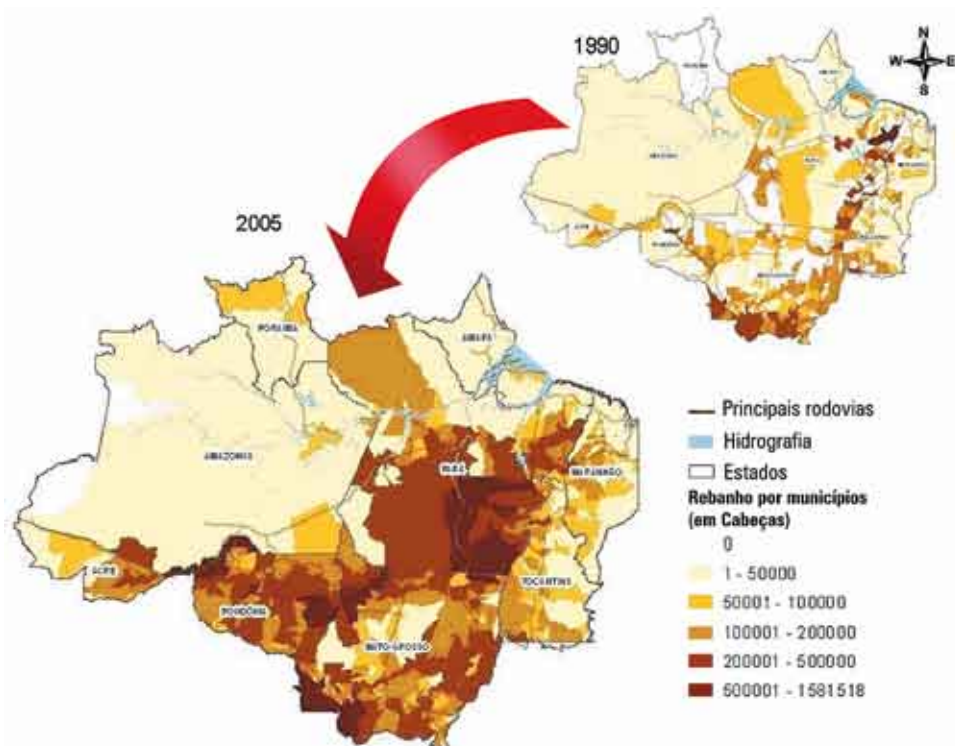 1990
N
W E
S
2005
RORAIMA
AMAPÁ
AMAZONAS
PARÁ
MARANHÃO
ACRE
TOCANTINS
RONDÔNIA
MATO GROSSO
Principais rodovias
Hidrografia
Estados
Rebanho por municípios
(em Cabeças)
0
1 - 50000
50001 - 100000
100001 - 200000
200001 - 500000
500001 - 1581518